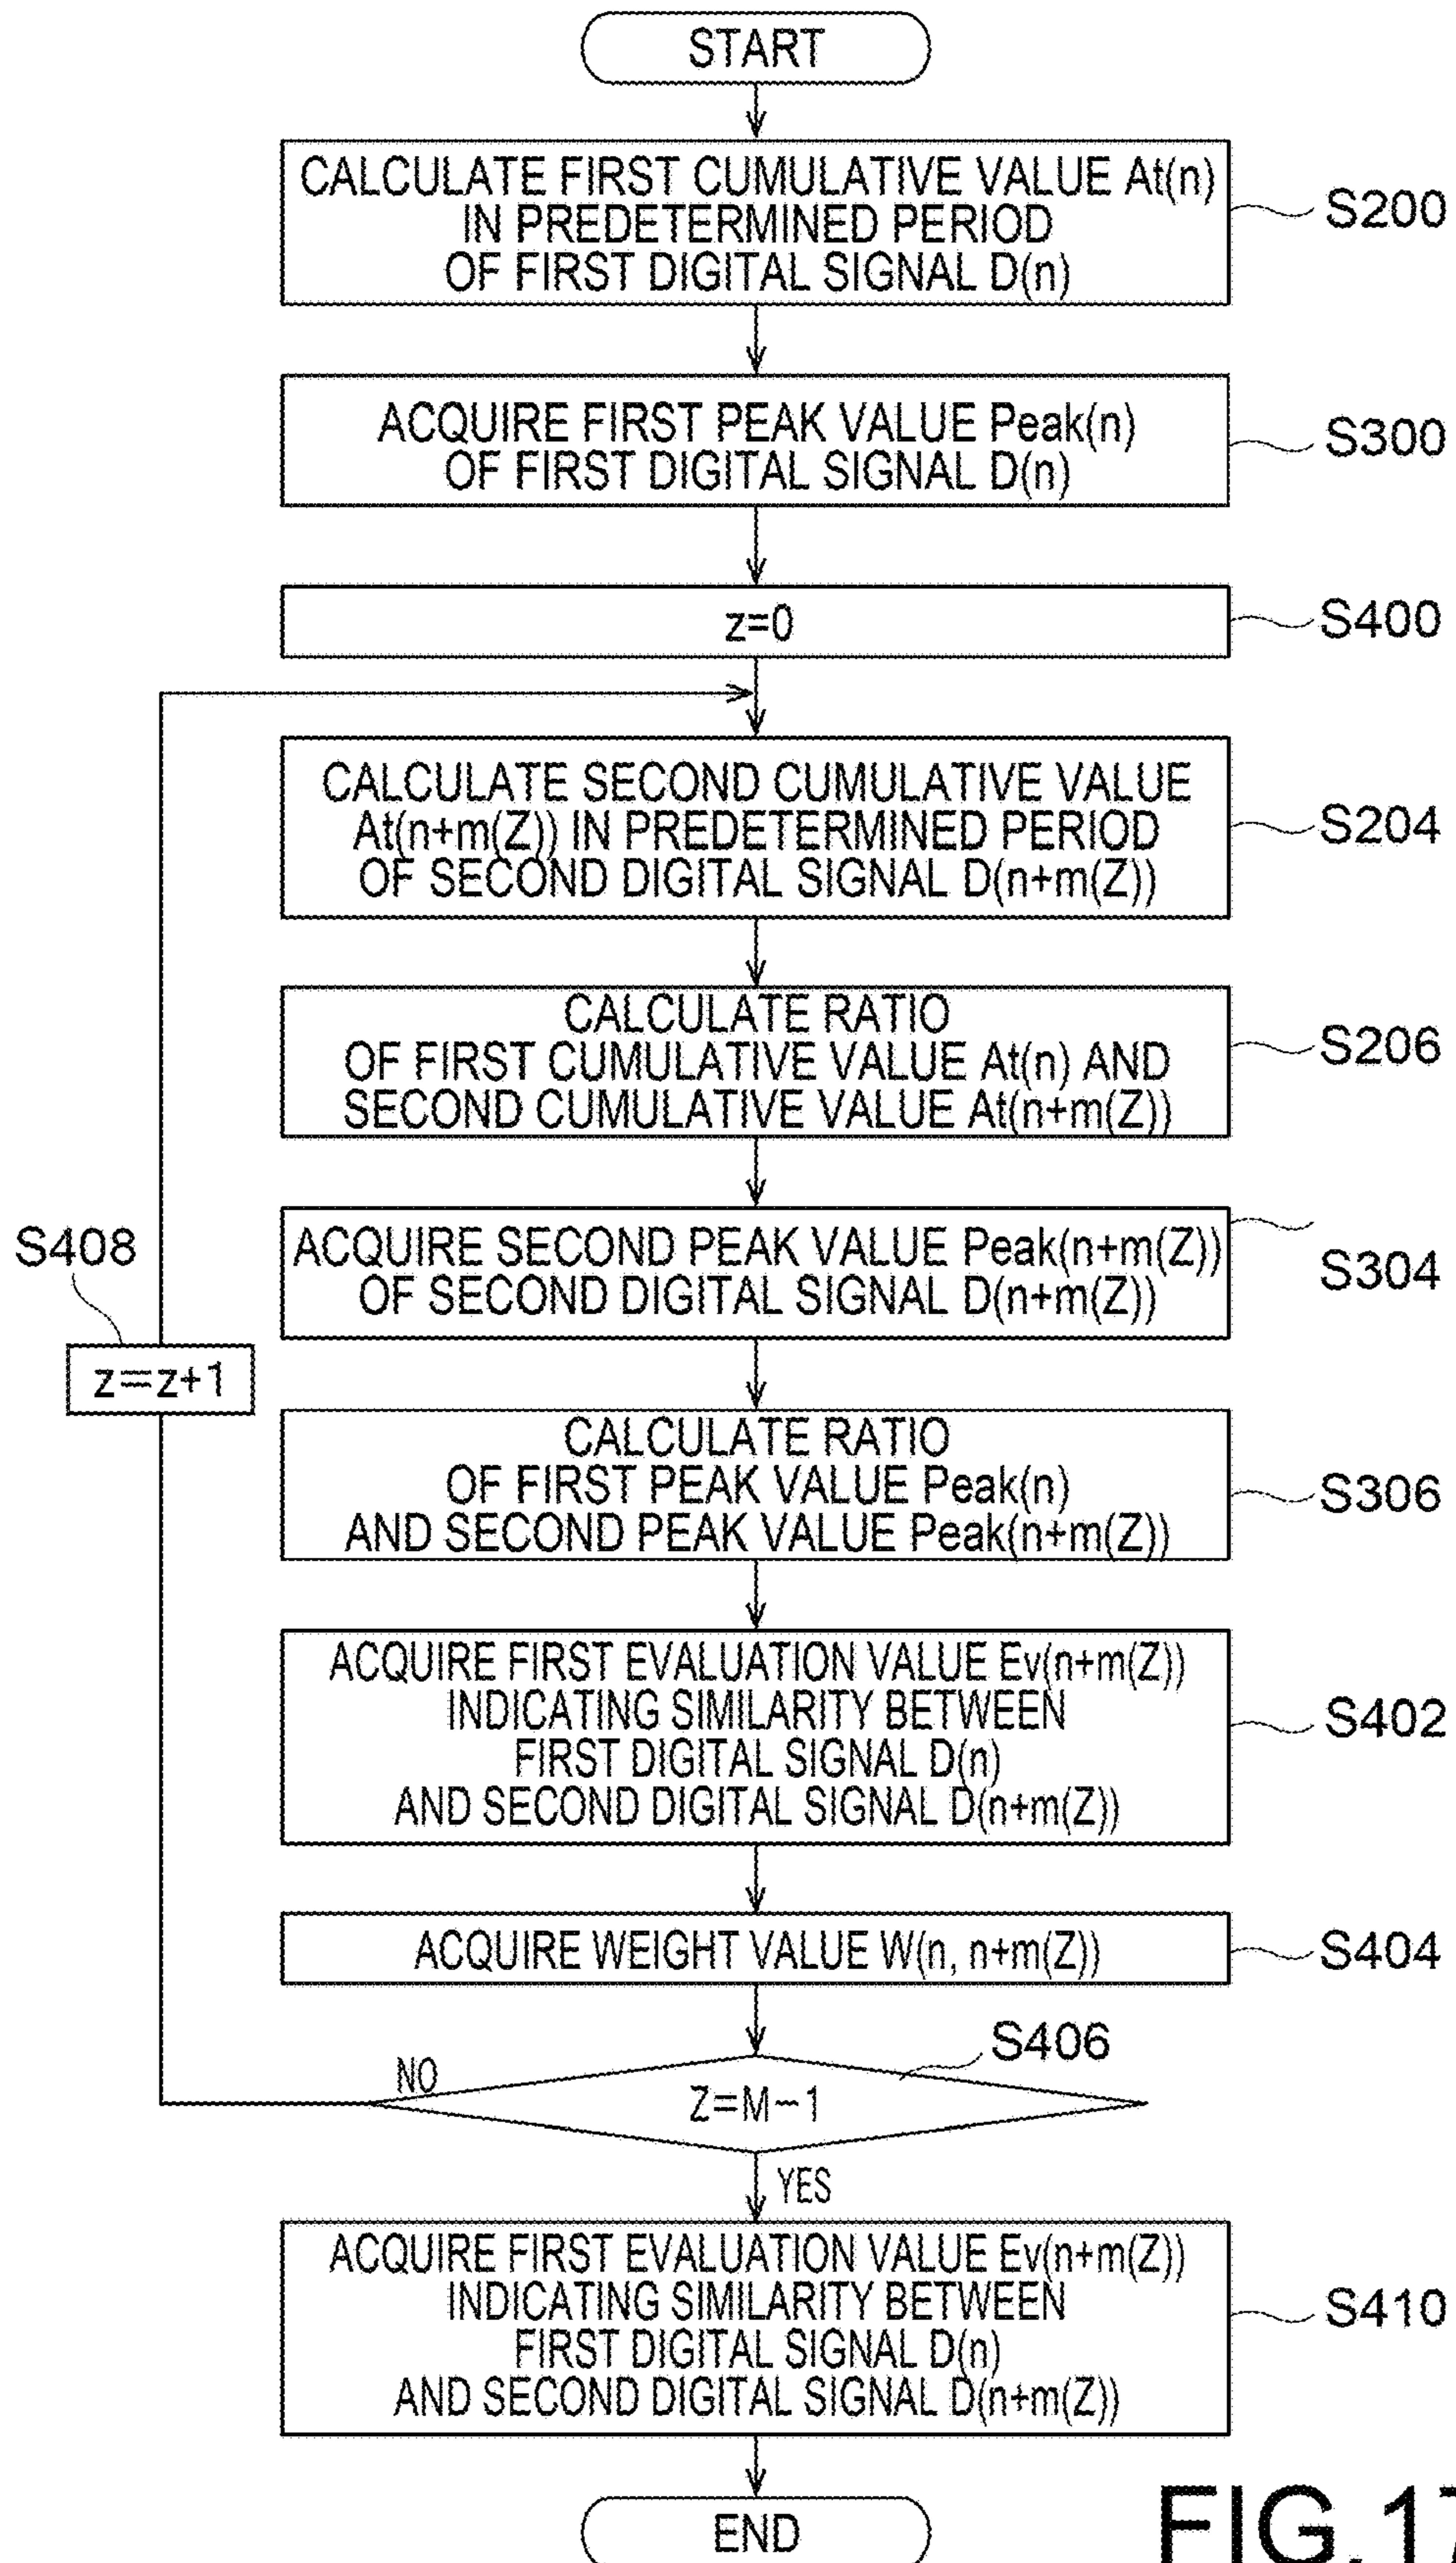 START
CALCULATE FIRST CUMULATIVE VALUE At(n)
IN PREDETERMINED PERIOD
OF FIRST DIGITAL SIGNAL D(n)
S200
ACQUIRE FIRST PEAK VALUE Peak(n)
OF FIRST DIGITAL SIGNAL D(n)
S300
z=0
S400
CALCULATE SECOND CUMULATIVE VALUE
At(n+m(Z)) IN PREDETERMINED PERIOD
OF SECOND DIGITAL SIGNAL D(n+m(Z))
S204
CALCULATE RATIO
OF FIRST CUMULATIVE VALUE At(n) AND
SECOND CUMULATIVE VALUE At(n+m(Z))
S206
ACQUIRE SECOND PEAK VALUE Peak(n+m(Z))
OF SECOND DIGITAL SIGNAL D(n+m(Z))
S304
S408
z=z+1
CALCULATE RATIO
OF FIRST PEAK VALUE Peak(n)
AND SECOND PEAK VALUE Peak(n+m(Z))
S306
ACQUIRE FIRST EVALUATION VALUE Ev(n+m(Z))
INDICATING SIMILARITY BETWEEN
FIRST DIGITAL SIGNAL D(n)
AND SECOND DIGITAL SIGNAL D(n+m(Z))
S402
ACQUIRE WEIGHT VALUE W(n, n+m(Z))
S404
S406
NO
Z=M-1
YES
ACQUIRE FIRST EVALUATION VALUE Ev(n+m(Z))
INDICATING SIMILARITY BETWEEN
FIRST DIGITAL SIGNAL D(n)
AND SECOND DIGITAL SIGNAL D(n+m(Z))
S410
END
FIG.17